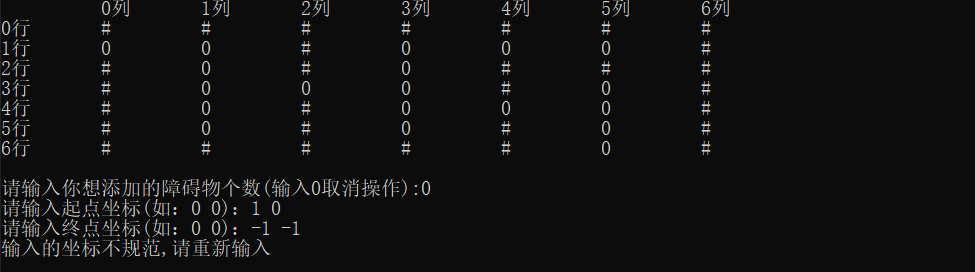 0列 1列 2列 3列 4列 5列 6列
0行 # # # # # # #
1行 0 0 # 0 0 0 #
2行 # 0 # 0 # # #
3行 # 0 0 0 # 0 #
4行 # 0 # 0 0 0 #
5行 # 0 # 0 # 0 #
6行 # # # # # 0 #
请输入你想添加的障碍物个数(输入0取消操作):0
请输入起点坐标(如：0 0)：1 0
请输入终点坐标(如：0 0)：-1 -1
输入的坐标不规范,请重新输入